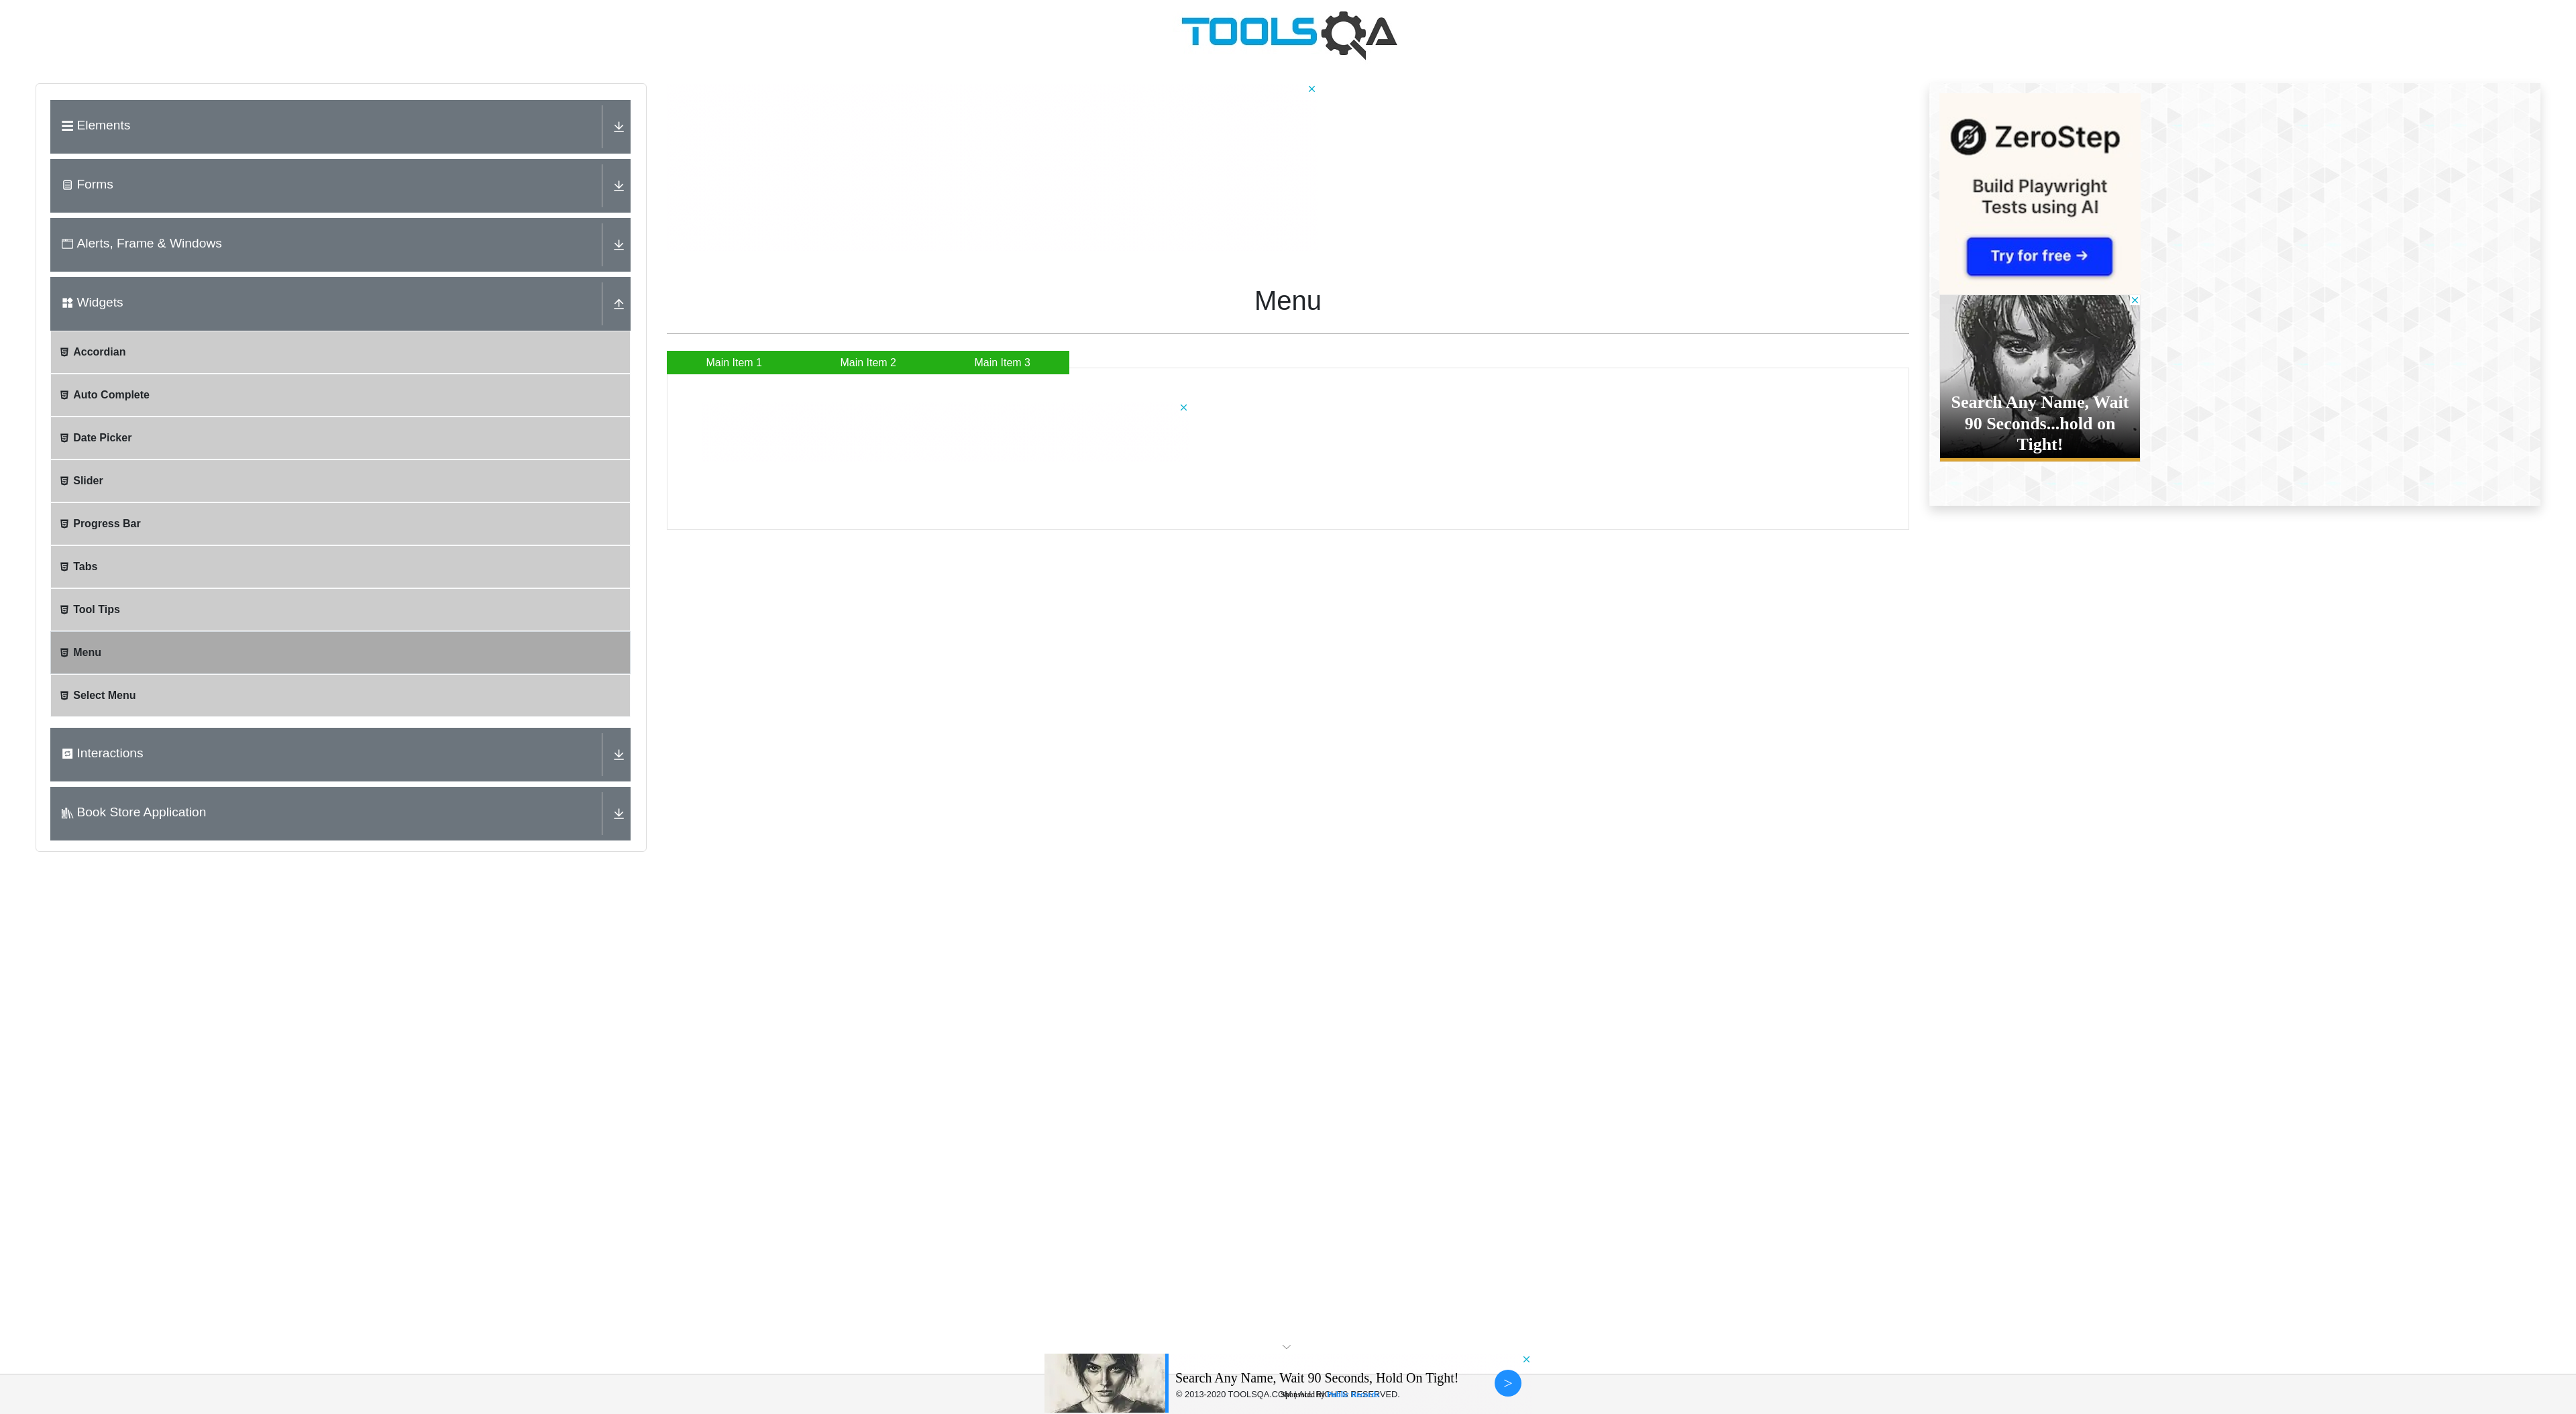 TOOLSQA
Elements
Forms
Alerts, Frame & Windows
Widgets
Accordian
Auto Complete
Date Picker
Slider
Progress Bar
Tabs
Tool Tips
Menu
Select Menu
Interactions
Book Store Application
Menu
Main Item 1
Main Item 2
Main Item 3
ZeroStep
Build Playwright
Tests using AI
Try for free →
Search Any Name, Wait
90 Seconds...hold on
Tight!
Search Any Name, Wait 90 Seconds, Hold On Tight!
© 2013-2020 TOOLSQA.COM | ALL RIGHTS RESERVED.